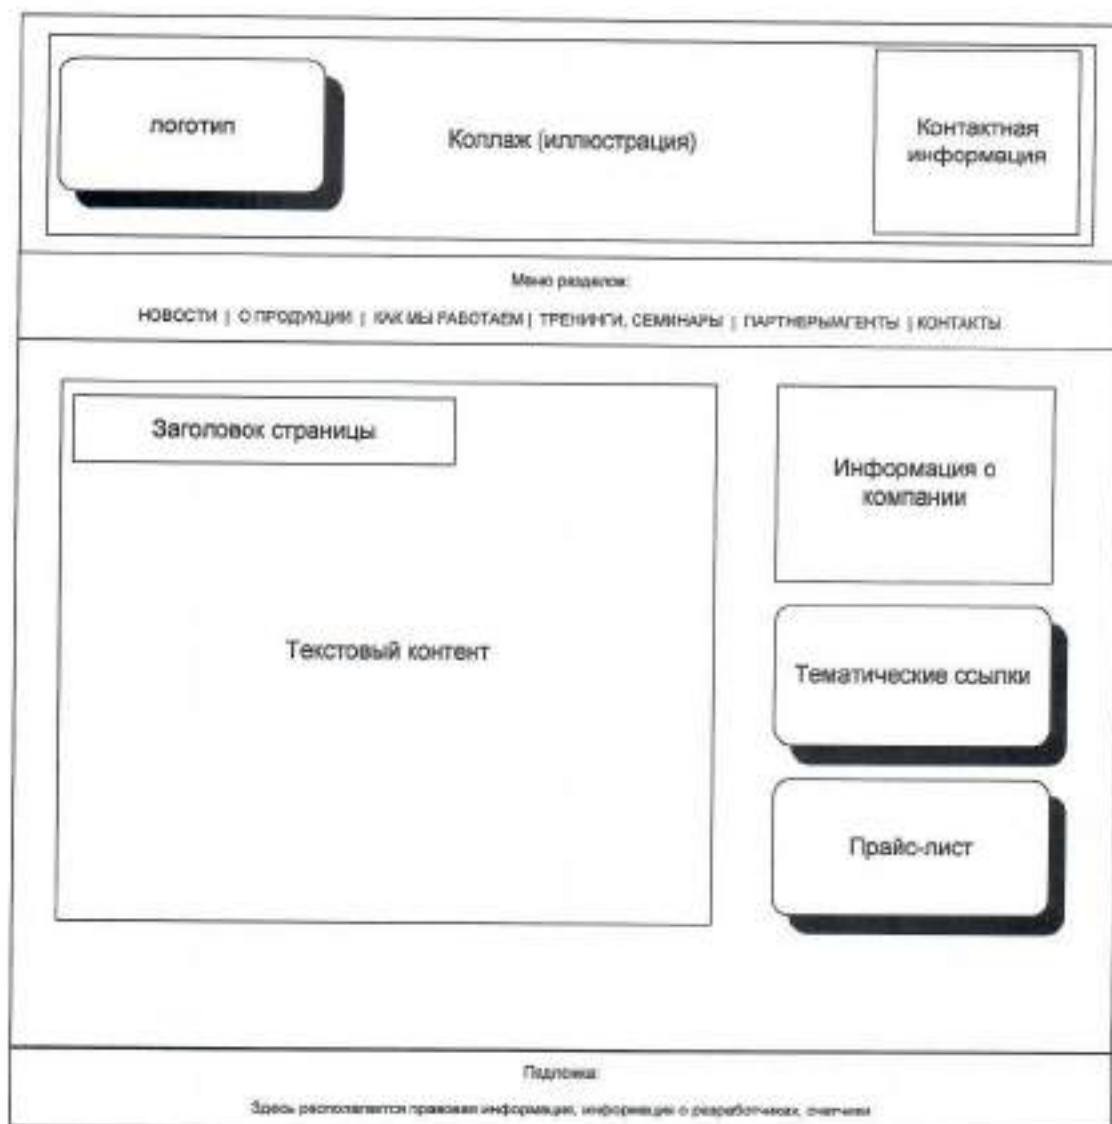 логотип
Коллаж (иллюстрация)
Контактная
информация
Меню разделов:
НОВОСТИ | О ПРОДУКЦИИ | КАК МЫ РАБОТАЕМ | ТРЕНИНГИ, СЕМИНАРЫ | ПАРТНЕРЫ/АГЕНТЫ | КОНТАКТЫ
Заголовок страницы
Информация о
компании
Текстовый контент
Тематические ссылки
Прайс-лист
Подложка:
Здесь располагается правовая информация, информация о разработчиках, счетчики